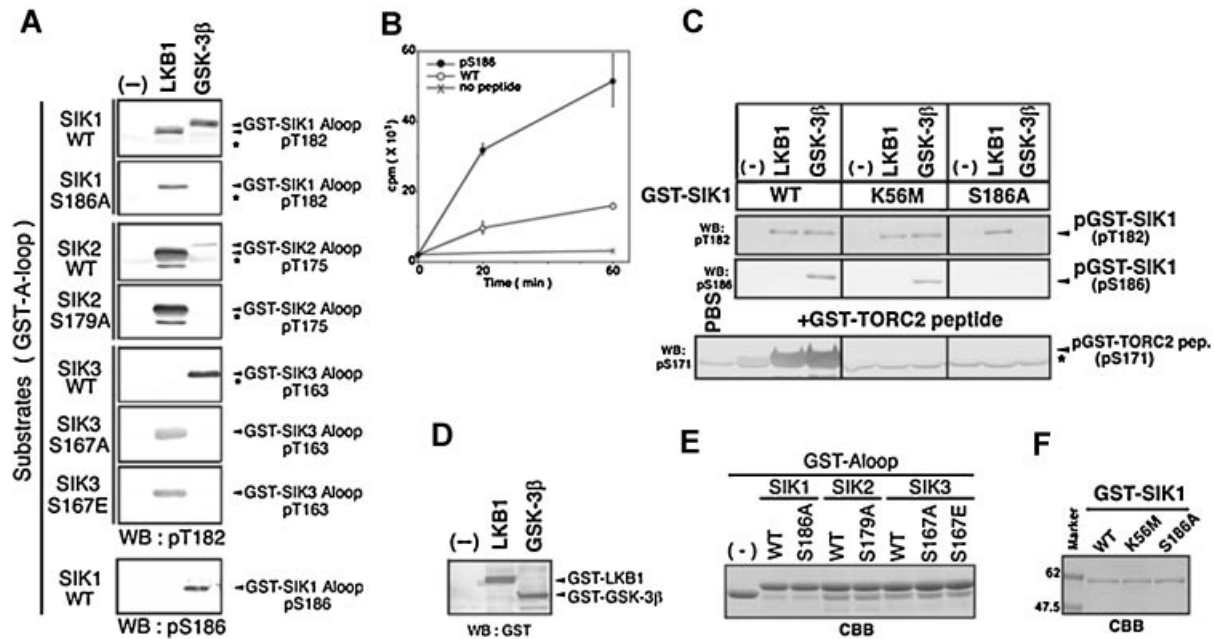 A
(-)
LKB1
GSK-3β
Substrates ( GST-A-loop )
SIK1
WT
GST-SIK1 Aloop
pT182
*
SIK1
S186A
GST-SIK1 Aloop
pT182
*
SIK2
WT
GST-SIK2 Aloop
pT175
*
SIK2
S179A
GST-SIK2 Aloop
pT175
*
SIK3
WT
GST-SIK3 Aloop
pT163
*
SIK3
S167A
GST-SIK3 Aloop
pT163
SIK3
S167E
GST-SIK3 Aloop
pT163
WB : pT182
SIK1
WT
GST-SIK1 Aloop
pS186
WB : pS186
B
60
40
20
0
cpm ( X 10³)
pS186
WT
no peptide
0 20 60
Time ( min )
C
(-) LKB1 GSK-3β (-) LKB1 GSK-3β (-) LKB1 GSK-3β
GST-SIK1 WT K56M S186A
WB:
pT182
pGST-SIK1
(pT182)
WB:
pS186
pGST-SIK1
(pS186)
PBS
+GST-TORC2 peptide
WB:
pS171
pGST-TORC2 pep.
* (pS171)
D
(-) LKB1 GSK-3β
GST-LKB1
GST-GSK-3β
WB : GST
E
GST-Aloop
SIK1 SIK2 SIK3
(-) WT S186A WT S179A WT S167A S167E
CBB
F
GST-SIK1
Marker WT K56M S186A
62
47.5
CBB